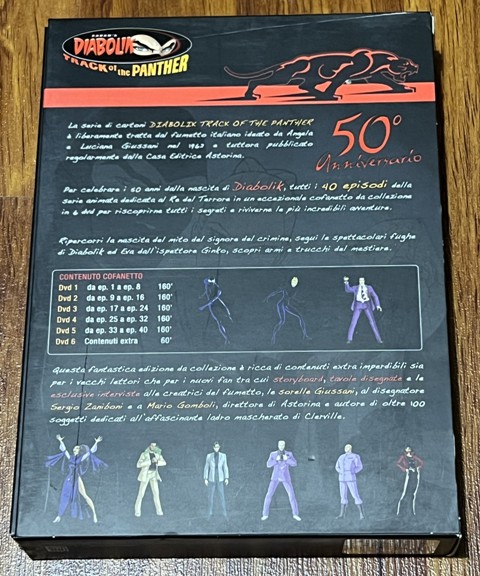 DIABOLIK
TRACK of the PANTHER
50°
Anniversario
La serie di cartoni DIABOLIK TRACK OF THE PANTHER
è liberamente tratta dal fumetto italiano ideato da Angela
e Luciana Giussani nel 1962 e tuttora pubblicato
regolarmente dalla Casa Editrice Astorina.
Per celebrare i 50 anni dalla nascita di Diabolik, tutti i 40 episodi della
serie animata dedicata al Re del Terrore in un eccezionale cofanetto da collezione
in 6 dvd per riscoprirne tutti i segreti e riviverne le più incredibili avventure.
Ripercorri la nascita del mito del signore del crimine, segui le spettacolari fughe
di Diabolik ed Eva dall'ispettore Ginko, scopri armi e trucchi del mestiere.
CONTENUTO COFANETTO
Dvd 1 da ep. 1 a ep. 8 160'
Dvd 2 da ep. 9 a ep. 16 160'
Dvd 3 da ep. 17 a ep. 24 160'
Dvd 4 da ep. 25 a ep. 32 160'
Dvd 5 da ep. 33 a ep. 40 160'
Dvd 6 Contenuti extra 60'
Questa fantastica edizione da collezione è ricca di contenuti extra imperdibili sia
per i vecchi lettori che per i nuovi fan tra cui storyboard, tavole disegnate e le
esclusive interviste alle creatrici del fumetto, le sorelle Giussani, al disegnatore
Sergio Zaniboni e a Mario Gomboli, direttore di Astorina e autore di oltre 100
soggetti dedicati all'affascinante ladro mascherato di Clerville.